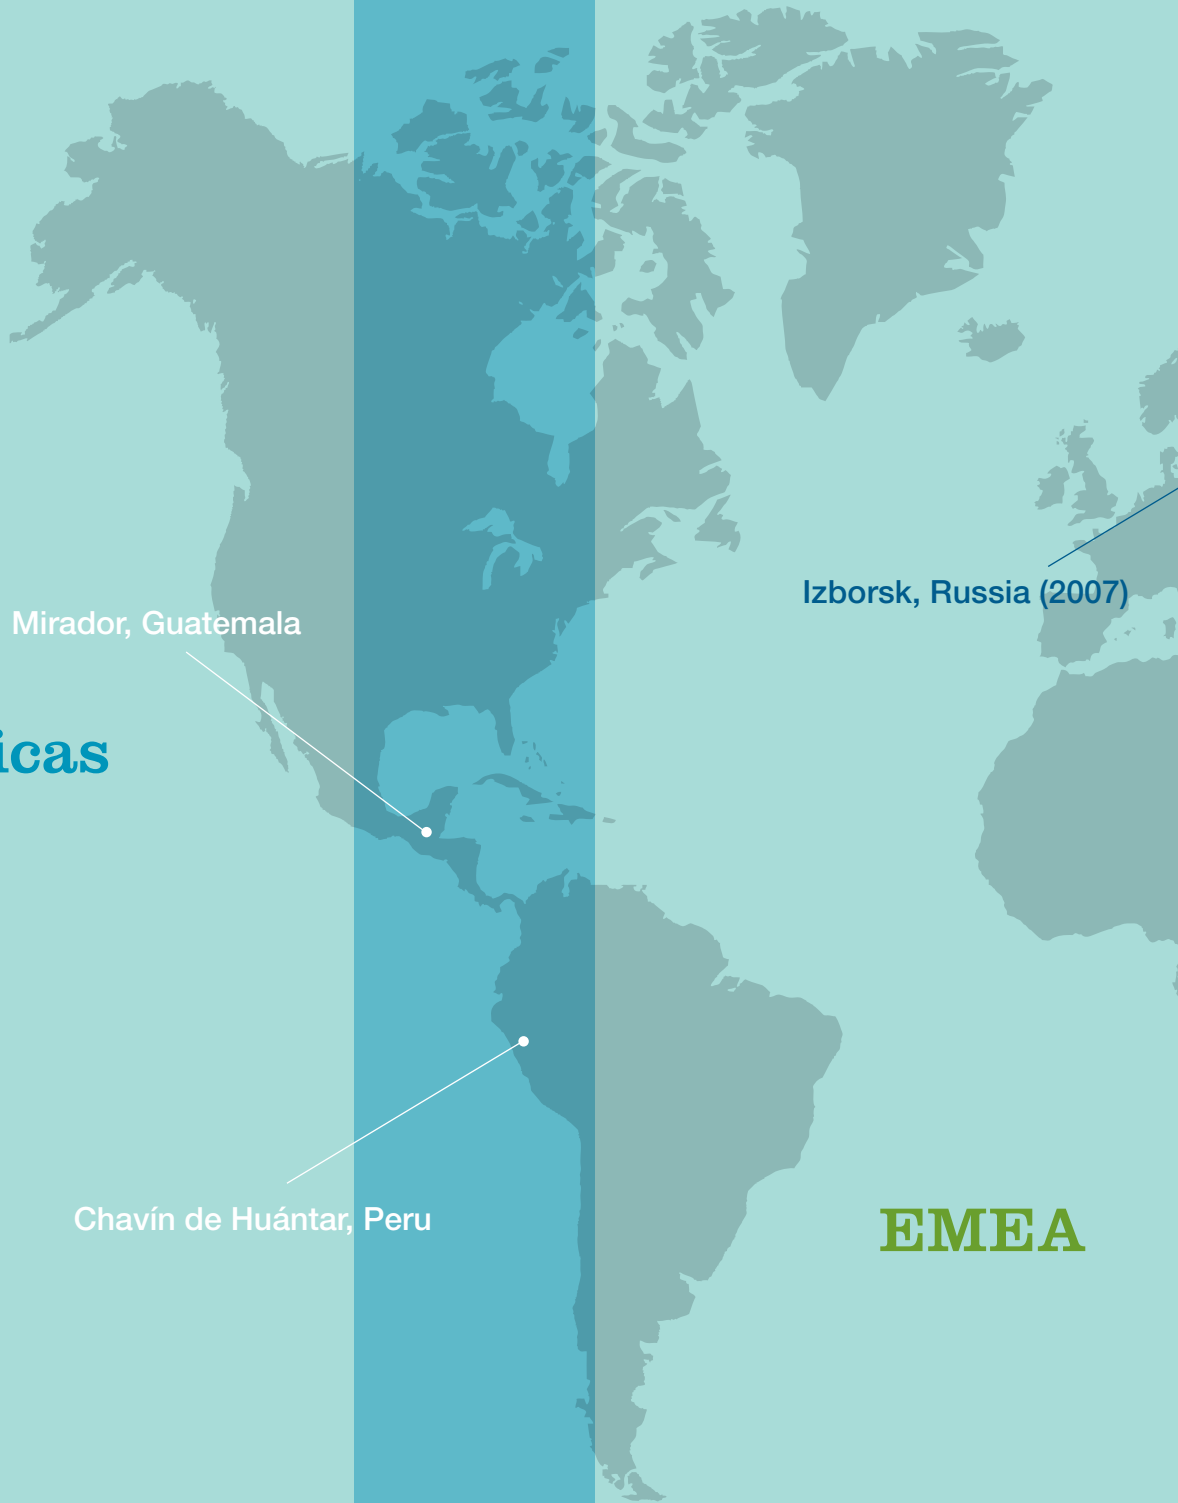 Izborsk, Russia (2007)
Mirador, Guatemala
icas
Chavín de Huántar, Peru
EMEA